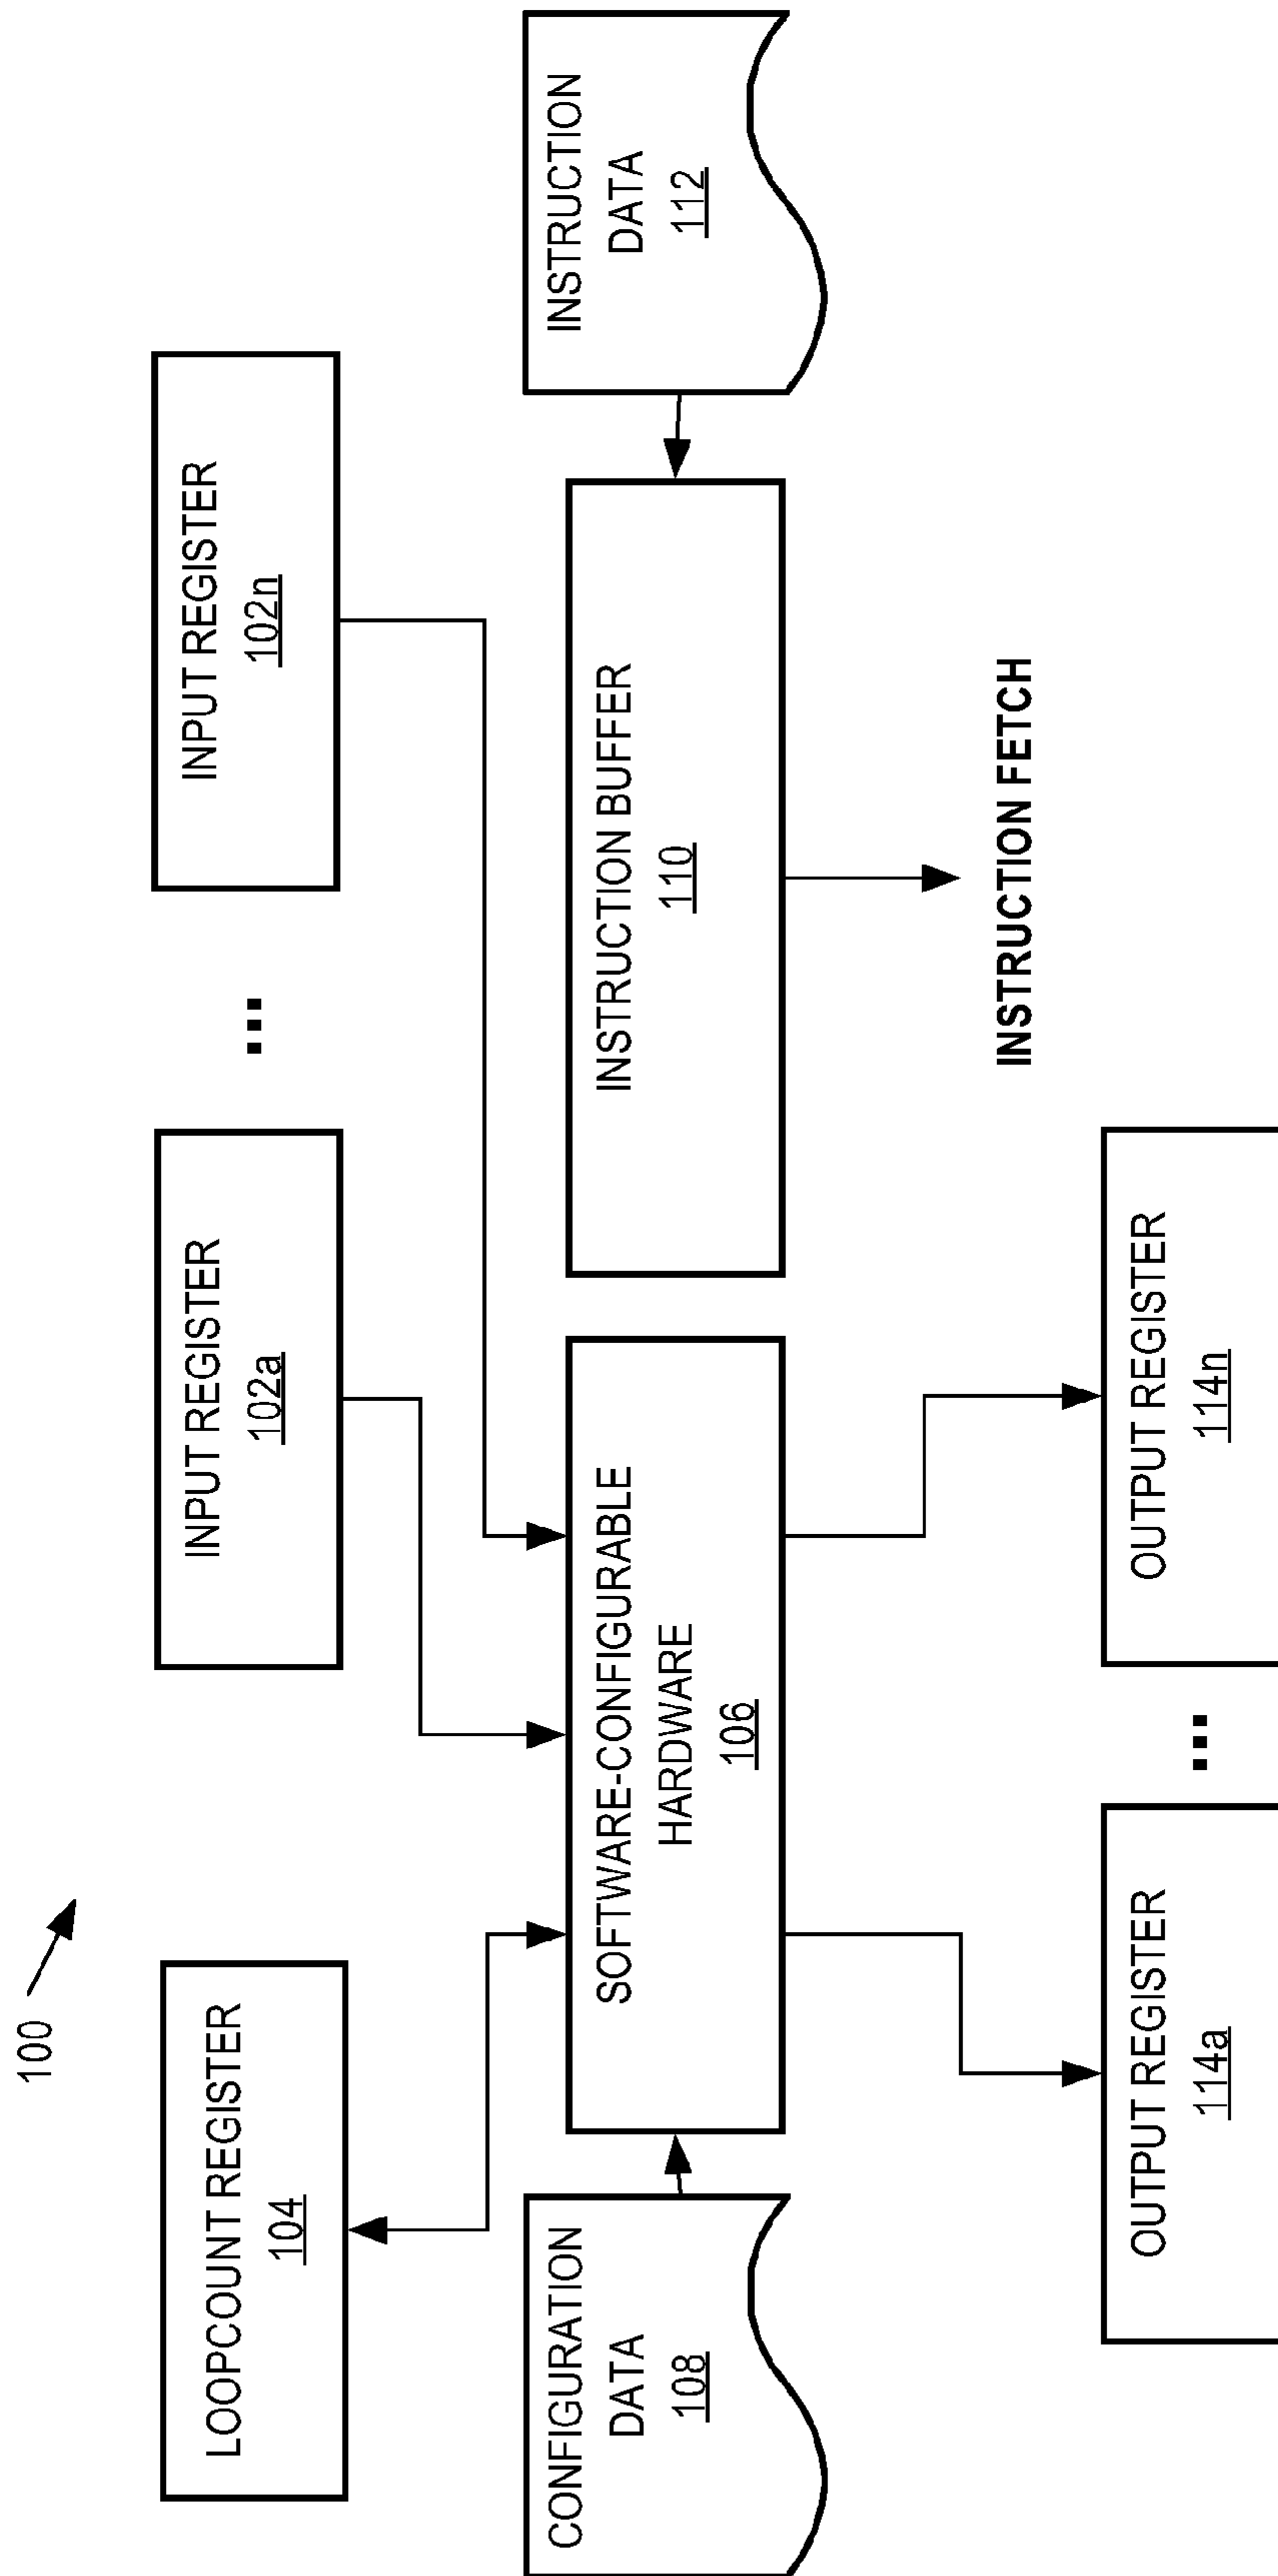 100
LOOPCOUNT REGISTER
104
INPUT REGISTER
102a
...
INPUT REGISTER
102n
CONFIGURATION
DATA
108
SOFTWARE-CONFIGURABLE
HARDWARE
106
INSTRUCTION BUFFER
110
INSTRUCTION
DATA
112
INSTRUCTION FETCH
OUTPUT REGISTER
114a
...
OUTPUT REGISTER
114n